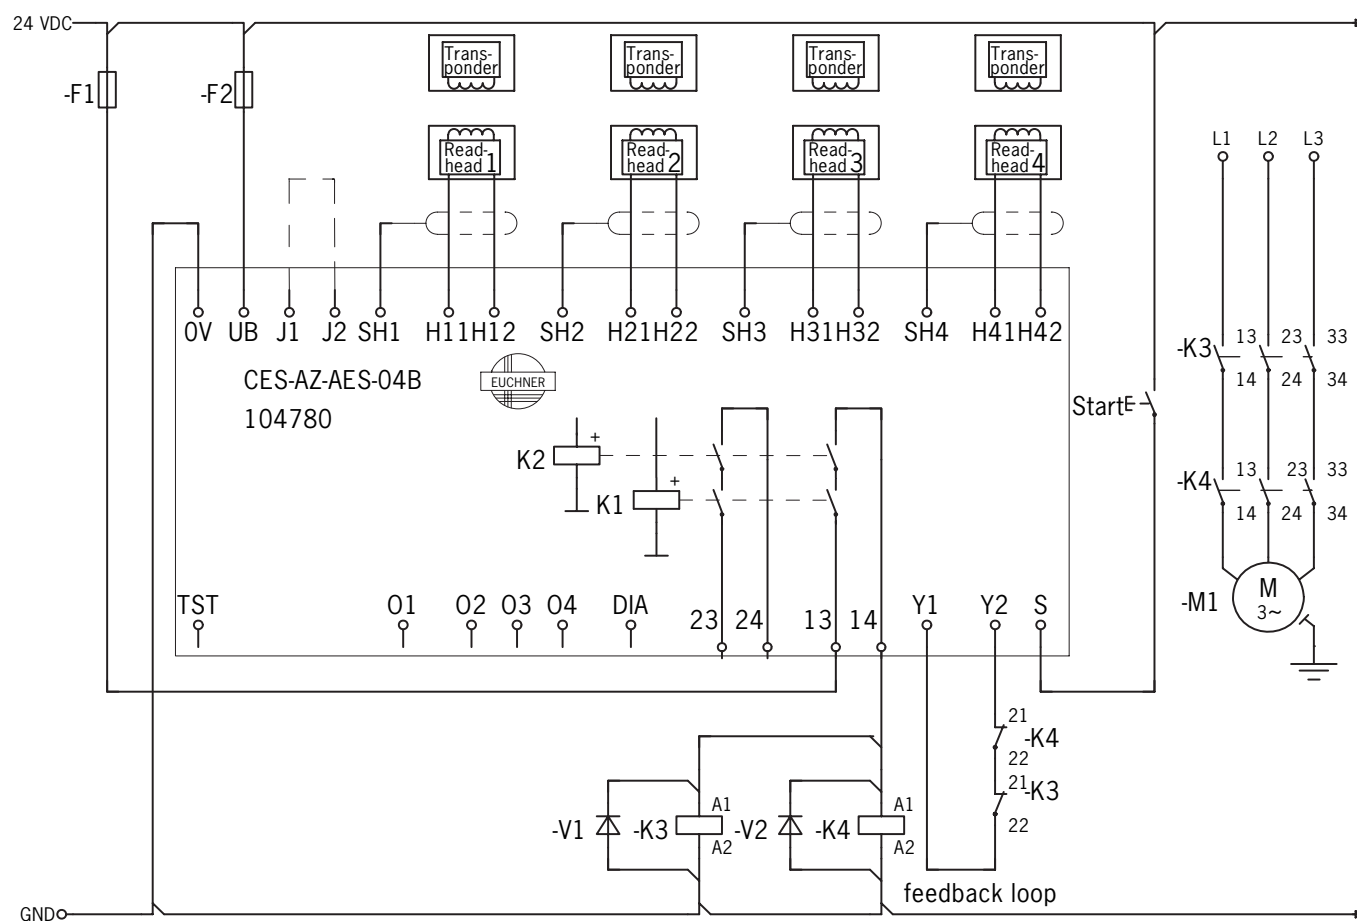 24 VDC
Trans-
ponder
Trans-
ponder
Trans-
ponder
Trans-
ponder
-F1
-F2
Read-
head 1
Read-
head 2
Read-
head 3
Read-
head 4
L1 L2 L3
0V UB J1 J2 SH1 H11 H12 SH2 H21 H22 SH3 H31 H32 SH4 H41 H42
CES-AZ-AES-04B
104780
EUCHNER
-K3
13 23 33
14 24 34
Start
K2
+
K1
+
-K4
13 23 33
14 24 34
-M1
M
3~
TST O1 O2 O3 O4 DIA 23 24 13 14 Y1 Y2 S
21
-K4
22
21
-K3
22
-V1
-K3
A1
A2
-V2
-K4
A1
A2
feedback loop
GND